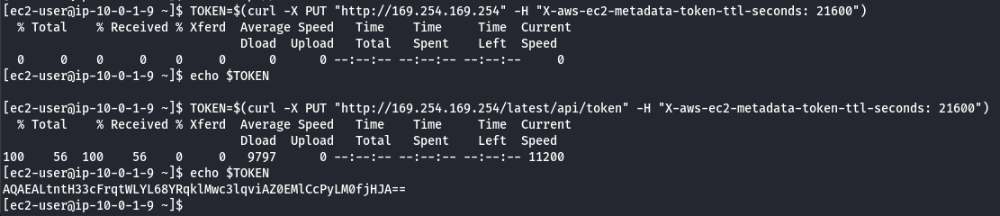 [ec2-user@ip-10-0-1-9 ~]$ TOKEN=$(curl -X PUT "http://169.254.169.254" -H "X-aws-ec2-metadata-token-ttl-seconds: 21600")
  % Total    % Received % Xferd  Average Speed   Time    Time     Time  Current
                                 Dload  Upload   Total   Spent    Left  Speed
  0     0    0     0    0     0      0      0 --:--:-- --:--:-- --:--:--     0
[ec2-user@ip-10-0-1-9 ~]$ echo $TOKEN

[ec2-user@ip-10-0-1-9 ~]$ TOKEN=$(curl -X PUT "http://169.254.169.254/latest/api/token" -H "X-aws-ec2-metadata-token-ttl-seconds: 21600")
  % Total    % Received % Xferd  Average Speed   Time    Time     Time  Current
                                 Dload  Upload   Total   Spent    Left  Speed
100    56  100    56    0     0   9797      0 --:--:-- --:--:-- --:--:-- 11200
[ec2-user@ip-10-0-1-9 ~]$ echo $TOKEN
AQAEALtntH33cFrqtWLYL68YRqklMwc3lqviAZ0EMlCcPyLM0fjHJA==
[ec2-user@ip-10-0-1-9 ~]$